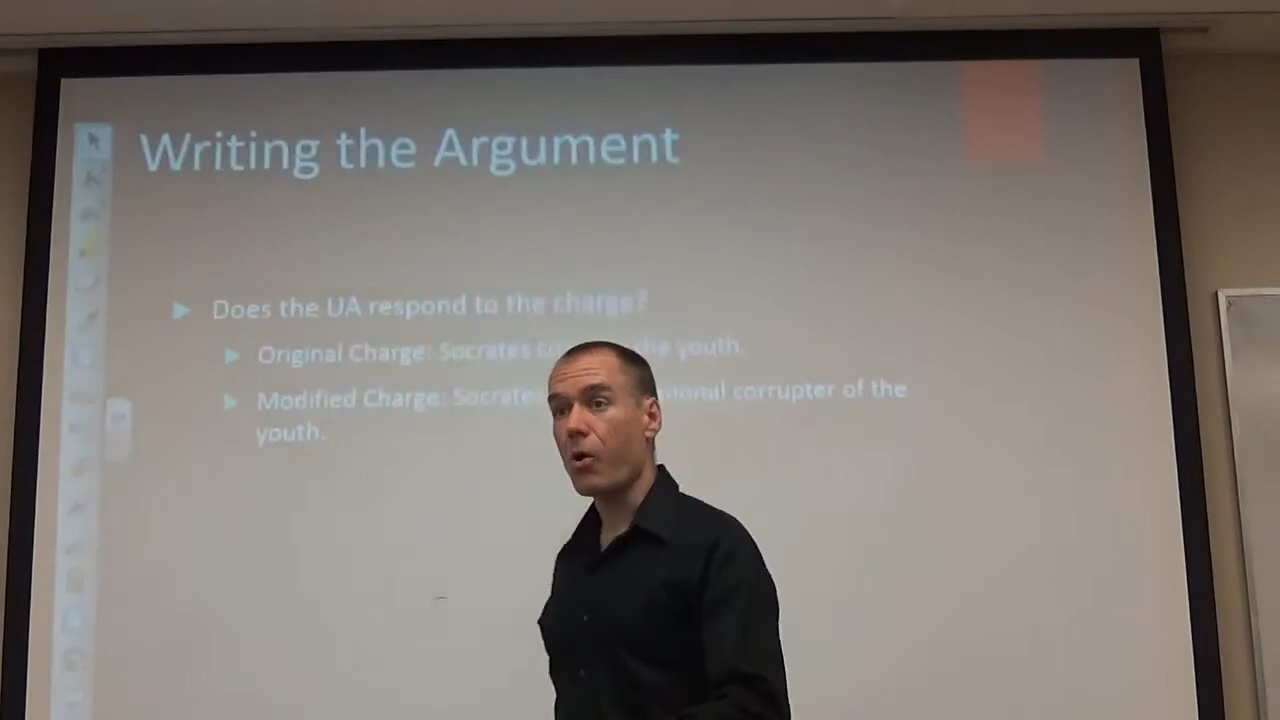 Writing the Argument
Does the UA respond to the charge?
Original Charge: Socrates the youth.
Modified Charge: Socrates corrupter of the
youth.